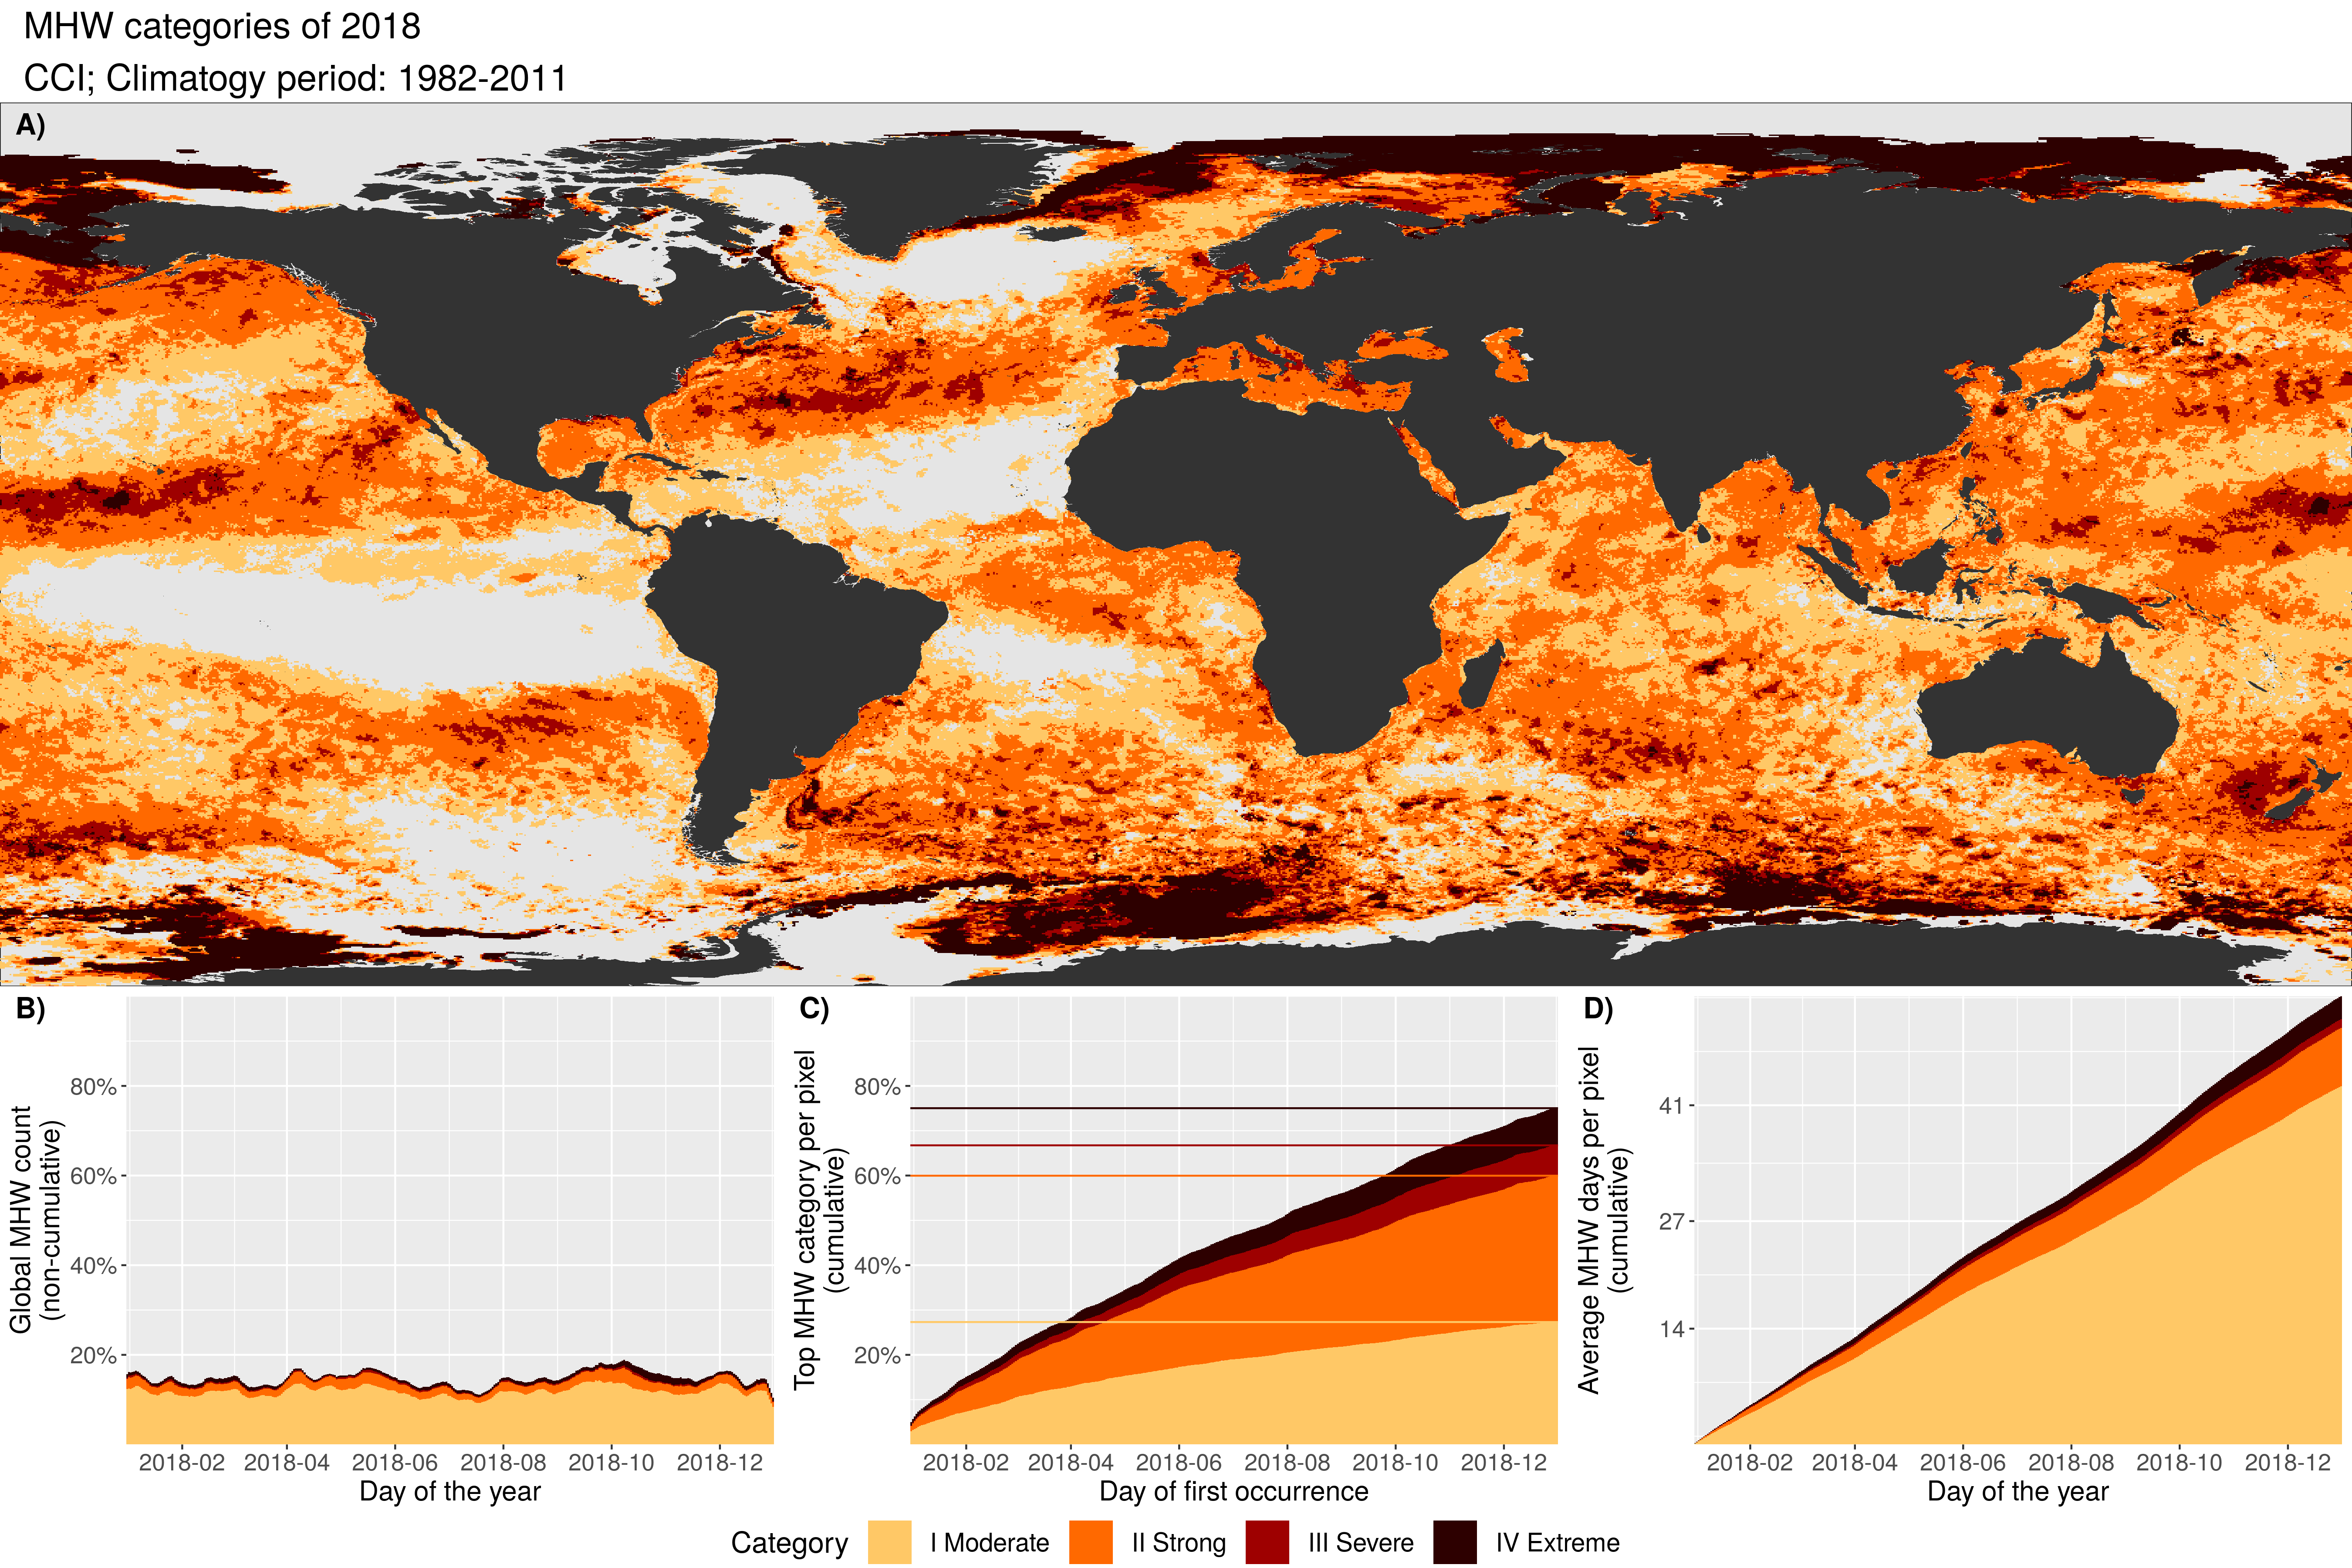 MHW categories of 2018
CCI; Climatogy period: 1982-2011
A)
B)
Global MHW count
(non-cumulative)
80%
60%
40%
20%
2018-02 2018-04 2018-06 2018-08 2018-10 2018-12
Day of the year
C)
Top MHW category per pixel
(cumulative)
80%
60%
40%
20%
2018-02 2018-04 2018-06 2018-08 2018-10 2018-12
Day of first occurrence
D)
Average MHW days per pixel
(cumulative)
41
27
14
2018-02 2018-04 2018-06 2018-08 2018-10 2018-12
Day of the year
Category I Moderate II Strong III Severe IV Extreme